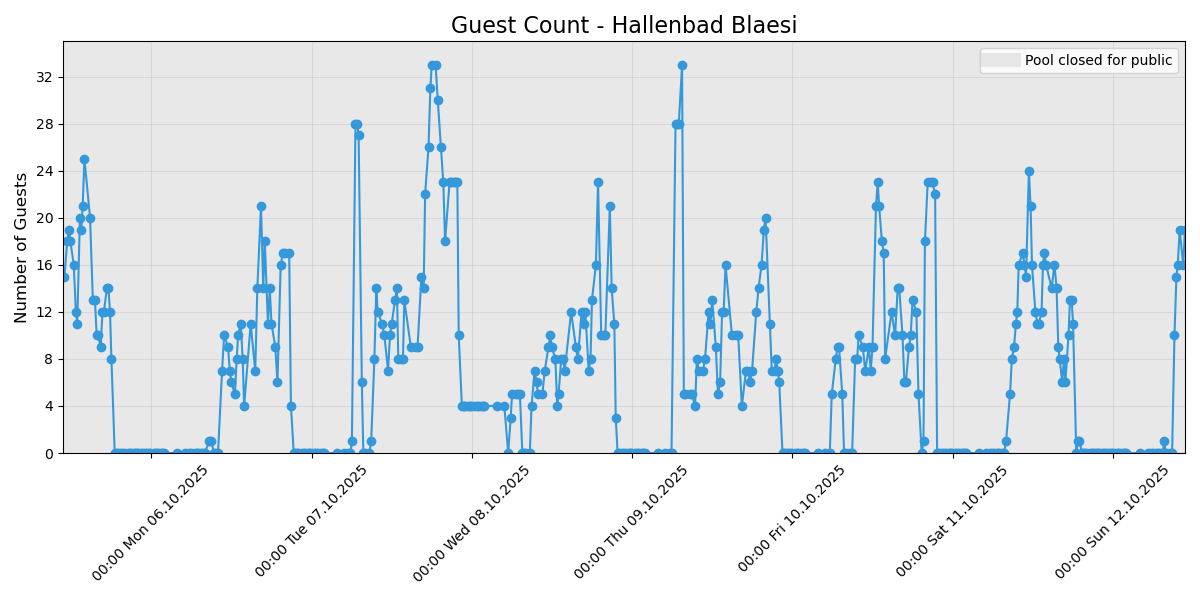 Guest Count - Hallenbad Blaesi
Pool closed for public
Number of Guests
32
28
24
20
16
12
8
4
0
00:00 Mon 06.10.2025
00:00 Tue 07.10.2025
00:00 Wed 08.10.2025
00:00 Thu 09.10.2025
00:00 Fri 10.10.2025
00:00 Sat 11.10.2025
00:00 Sun 12.10.2025